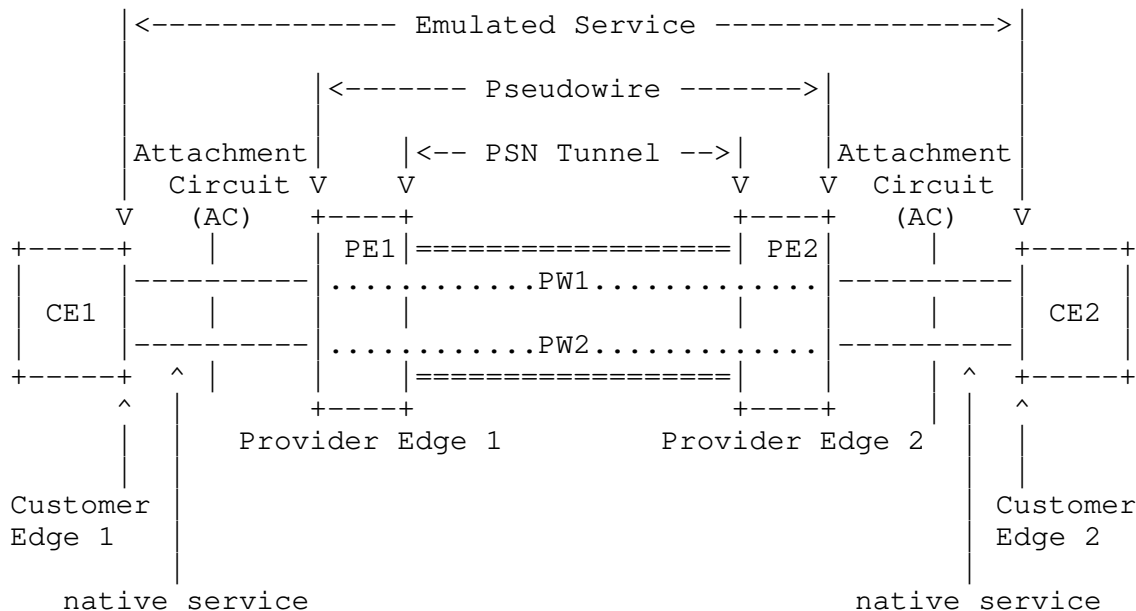 |<-------------- Emulated Service ---------------->|
|<------- Pseudowire ------->|
Attachment |<-- PSN Tunnel -->| Attachment
Circuit V V V V Circuit
V (AC) +----+ +----+ (AC) V
+-----+ | | PE1|==================| PE2| | +-----+
| |----------|............PW1.............|----------| |
| CE1 | | | | | | | | CE2 |
| |----------|............PW2.............|----------| |
+-----+ ^ | | |==================| | | ^ +-----+
^ | +----+ +----+ | | ^
| | Provider Edge 1 Provider Edge 2 | |
Customer Customer
Edge 1 Edge 2
native service native service